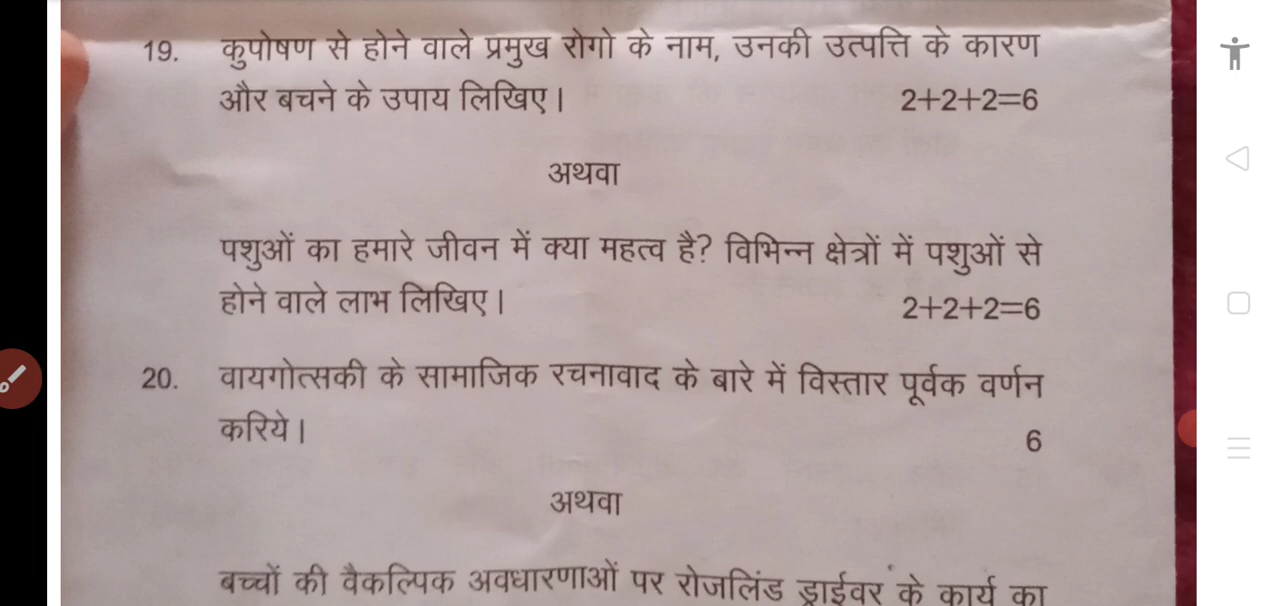 19. कुपोषण से होने वाले प्रमुख रोगो के नाम, उनकी उत्पत्ति के कारण
और बचने के उपाय लिखिए। 2+2+2=6
अथवा
पशुओं का हमारे जीवन में क्या महत्व है? विभिन्न क्षेत्रों में पशुओं से
होने वाले लाभ लिखिए। 2+2+2=6
20. वायगोत्सकी के सामाजिक रचनावाद के बारे में विस्तार पूर्वक वर्णन
करिये। 6
अथवा
बच्चों की वैकल्पिक अवधारणाओं पर रोजलिंड ड्राईवर के कार्य का